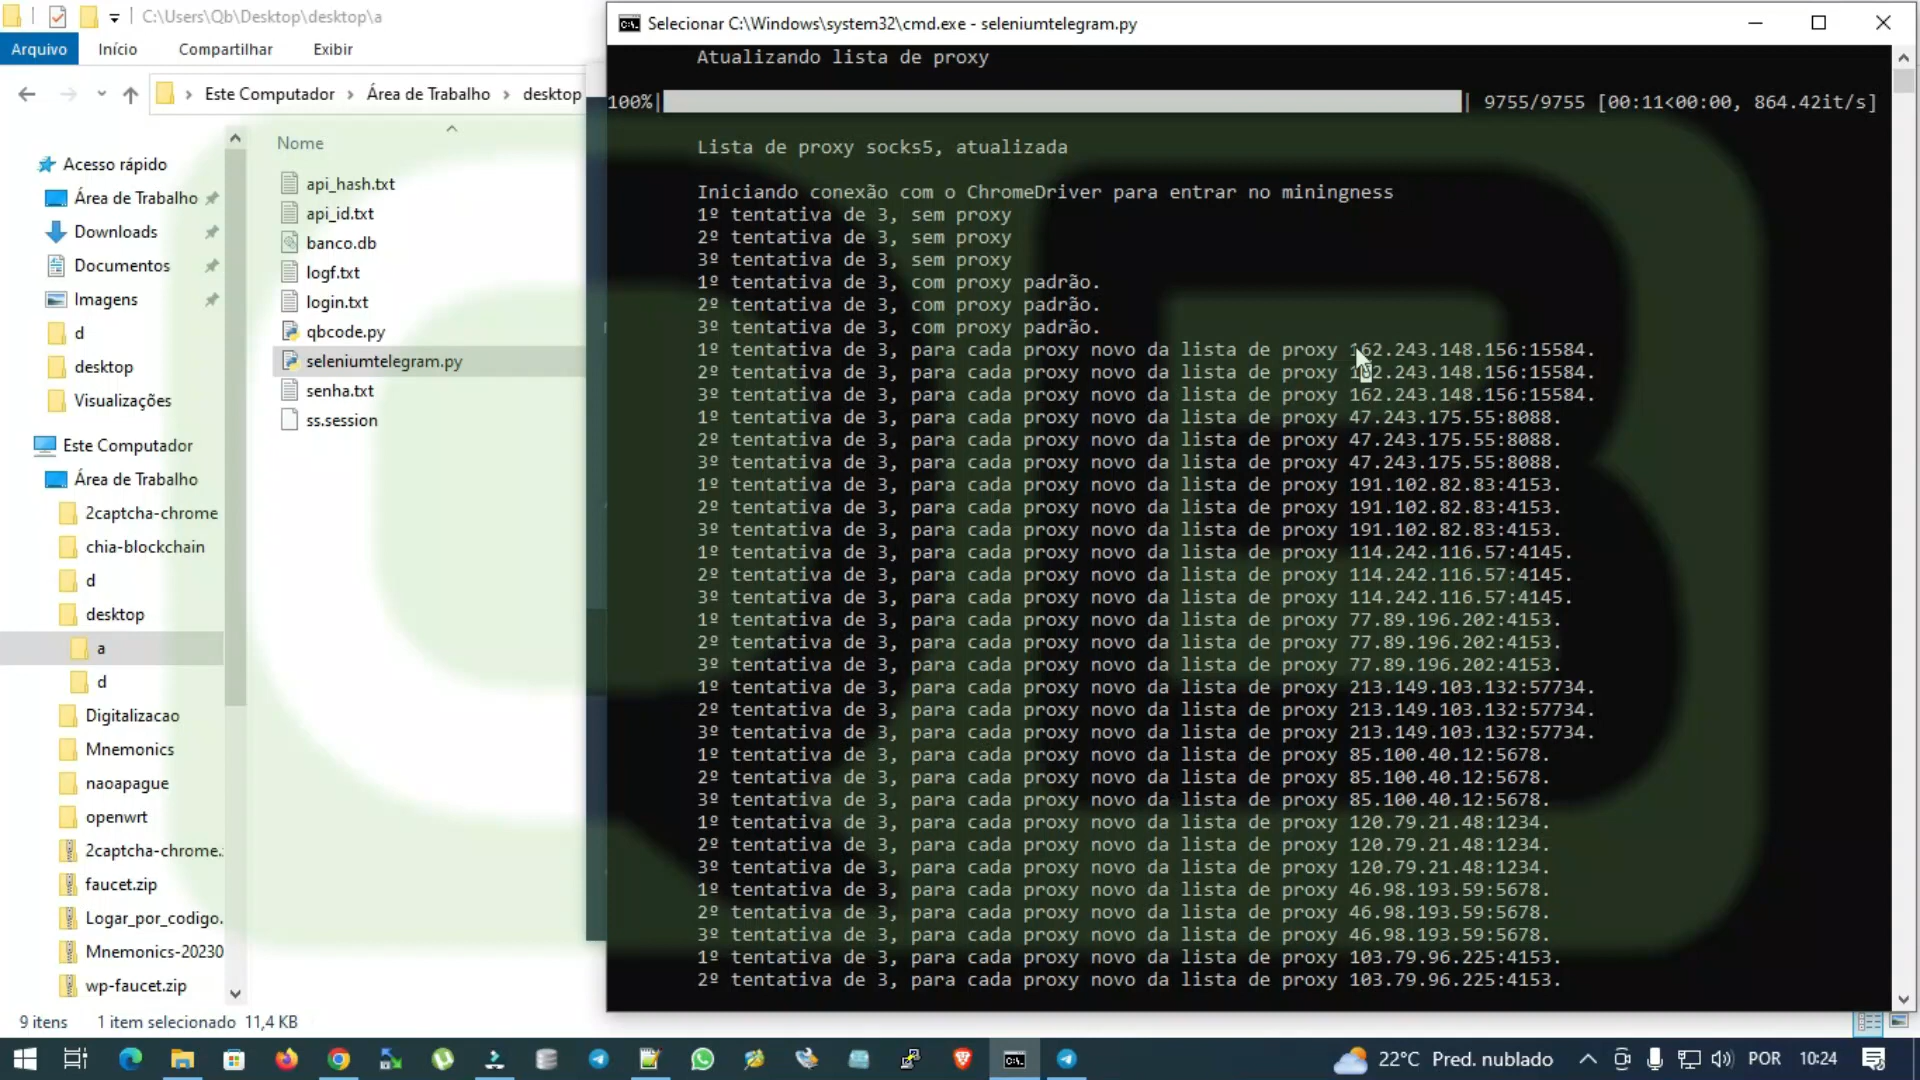 C:\Users\Qb\Desktop\desktop\a
Arquivo
Início
Compartilhar
Exibir
Este Computador
Área de Trabalho
desktop
Acesso rápido
Área de Trabalho
Downloads
Documentos
Imagens
d
desktop
Visualizações
Este Computador
Área de Trabalho
2captcha-chrome
chia-blockchain
d
desktop
a
d
Digitalizacao
Mnemonics
naoapague
openwrt
2captcha-chrome.
faucet.zip
Logar_por_codigo.
Mnemonics-20230
wp-faucet.zip
Nome
api_hash.txt
api_id.txt
banco.db
logf.txt
login.txt
qbcode.py
seleniumtelegram.py
senha.txt
ss.session
9 itens
1 item selecionado 11,4 KB
Selecionar C:\Windows\system32\cmd.exe - seleniumtelegram.py
Atualizando lista de proxy
100%| | 9755/9755 [00:11<00:00, 864.42it/s]
Lista de proxy socks5, atualizada
Iniciando conexão com o ChromeDriver para entrar no miningness
1º tentativa de 3, sem proxy
2º tentativa de 3, sem proxy
3º tentativa de 3, sem proxy
1º tentativa de 3, com proxy padrão.
2º tentativa de 3, com proxy padrão.
3º tentativa de 3, com proxy padrão.
1º tentativa de 3, para cada proxy novo da lista de proxy 162.243.148.156:15584.
2º tentativa de 3, para cada proxy novo da lista de proxy 162.243.148.156:15584.
3º tentativa de 3, para cada proxy novo da lista de proxy 162.243.148.156:15584.
1º tentativa de 3, para cada proxy novo da lista de proxy 47.243.175.55:8088.
2º tentativa de 3, para cada proxy novo da lista de proxy 47.243.175.55:8088.
3º tentativa de 3, para cada proxy novo da lista de proxy 47.243.175.55:8088.
1º tentativa de 3, para cada proxy novo da lista de proxy 191.102.82.83:4153.
2º tentativa de 3, para cada proxy novo da lista de proxy 191.102.82.83:4153.
3º tentativa de 3, para cada proxy novo da lista de proxy 191.102.82.83:4153.
1º tentativa de 3, para cada proxy novo da lista de proxy 114.242.116.57:4145.
2º tentativa de 3, para cada proxy novo da lista de proxy 114.242.116.57:4145.
3º tentativa de 3, para cada proxy novo da lista de proxy 114.242.116.57:4145.
1º tentativa de 3, para cada proxy novo da lista de proxy 77.89.196.202:4153.
2º tentativa de 3, para cada proxy novo da lista de proxy 77.89.196.202:4153.
3º tentativa de 3, para cada proxy novo da lista de proxy 77.89.196.202:4153.
1º tentativa de 3, para cada proxy novo da lista de proxy 213.149.103.132:57734.
2º tentativa de 3, para cada proxy novo da lista de proxy 213.149.103.132:57734.
3º tentativa de 3, para cada proxy novo da lista de proxy 213.149.103.132:57734.
1º tentativa de 3, para cada proxy novo da lista de proxy 85.100.40.12:5678.
2º tentativa de 3, para cada proxy novo da lista de proxy 85.100.40.12:5678.
3º tentativa de 3, para cada proxy novo da lista de proxy 85.100.40.12:5678.
1º tentativa de 3, para cada proxy novo da lista de proxy 120.79.21.48:1234.
2º tentativa de 3, para cada proxy novo da lista de proxy 120.79.21.48:1234.
3º tentativa de 3, para cada proxy novo da lista de proxy 120.79.21.48:1234.
1º tentativa de 3, para cada proxy novo da lista de proxy 46.98.193.59:5678.
2º tentativa de 3, para cada proxy novo da lista de proxy 46.98.193.59:5678.
3º tentativa de 3, para cada proxy novo da lista de proxy 46.98.193.59:5678.
1º tentativa de 3, para cada proxy novo da lista de proxy 103.79.96.225:4153.
2º tentativa de 3, para cada proxy novo da lista de proxy 103.79.96.225:4153.
22°C Pred. nublado
POR
10:24